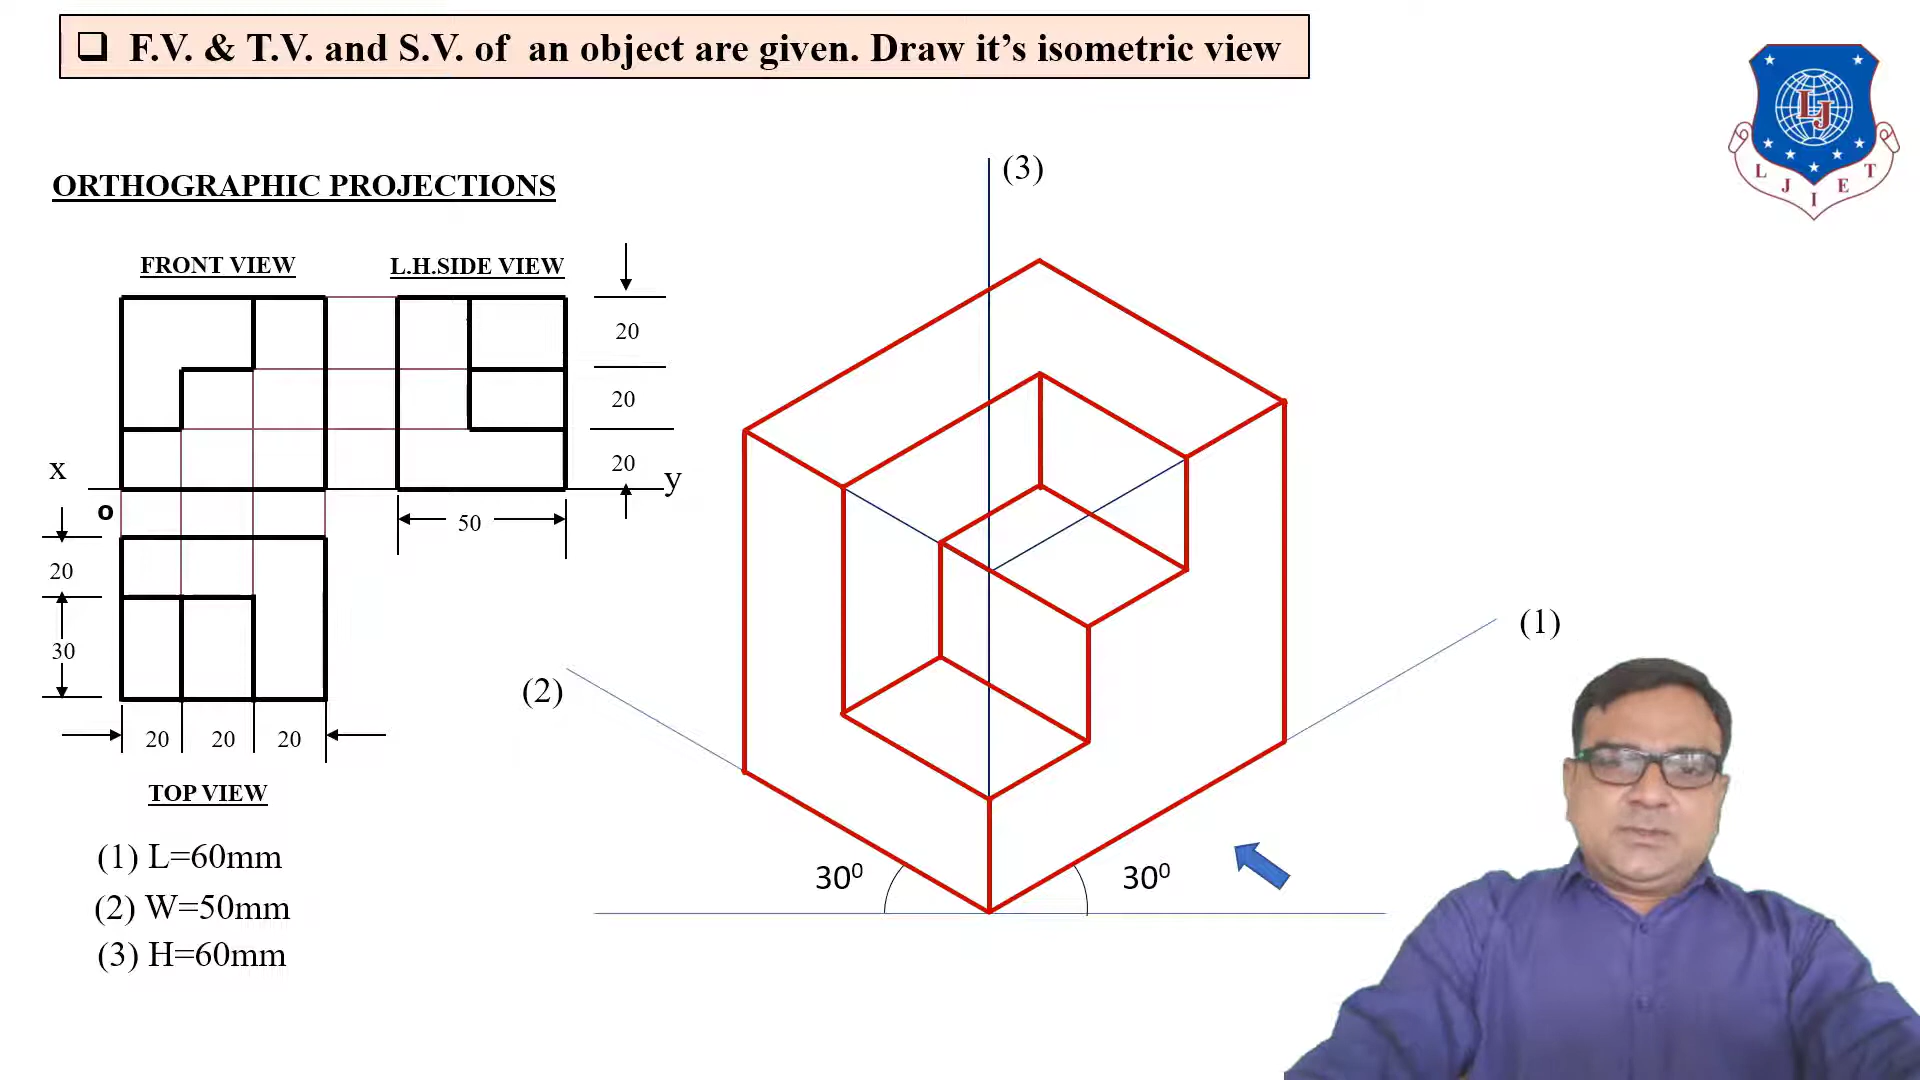 F.V. & T.V. and S.V. of an object are given. Draw it’s isometric view
L J I E T
LJ
(3)
ORTHOGRAPHIC PROJECTIONS
FRONT VIEW
L.H.SIDE VIEW
20
20
20
x
y
o
50
20
30
20 20 20
TOP VIEW
(1)
(2)
(1) L=60mm
(2) W=50mm
(3) H=60mm
30⁰
30⁰